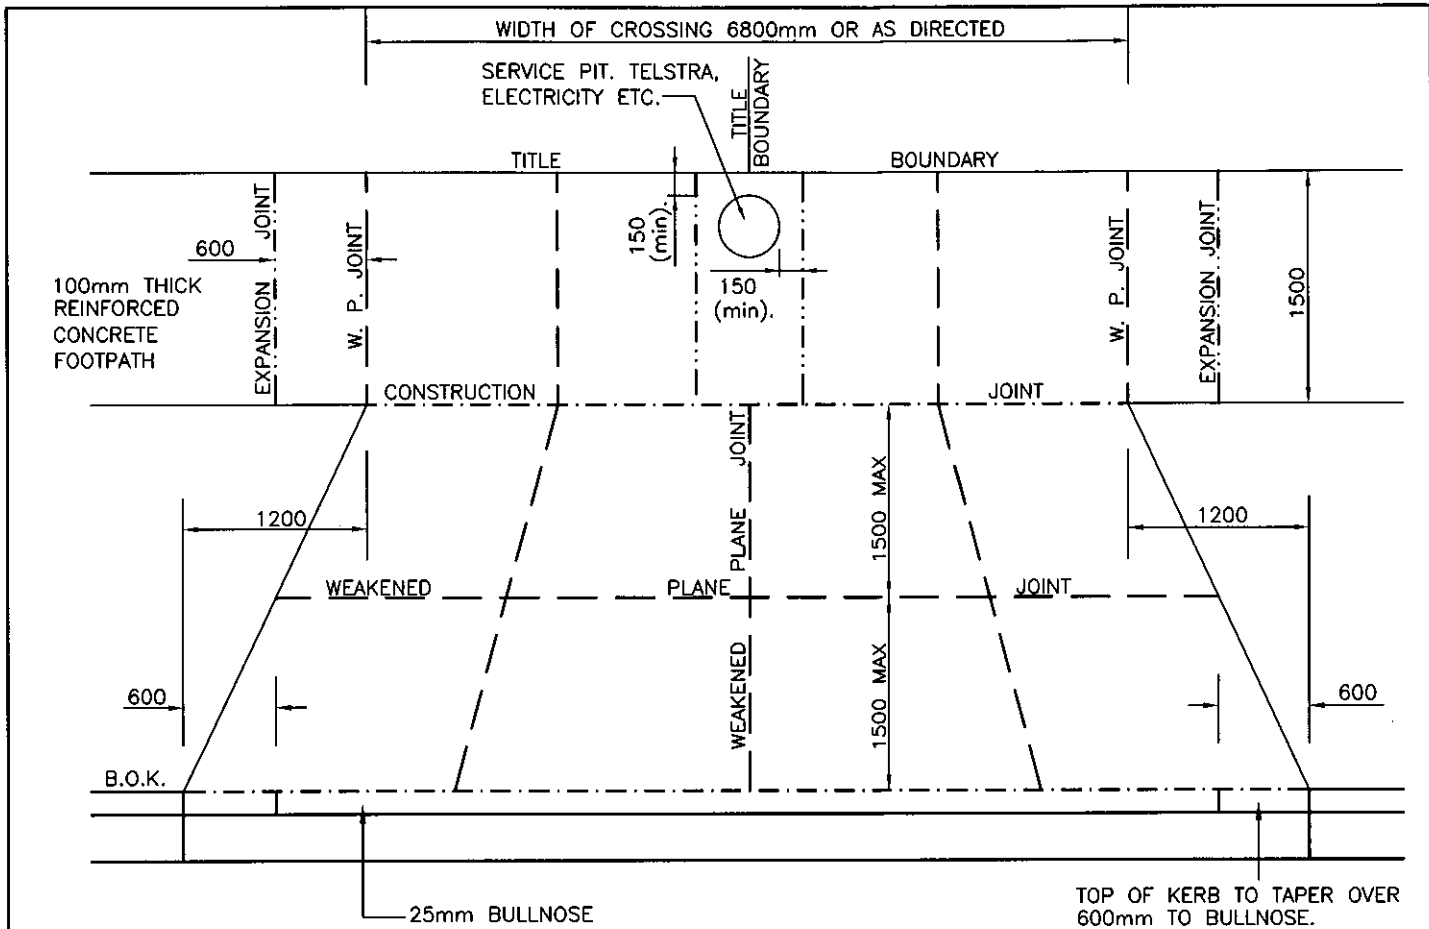 WIDTH OF CROSSING 6800mm OR AS DIRECTED
SERVICE PIT. TELSTRA,
ELECTRICITY ETC.
TITLE
BOUNDARY
TITLE BOUNDARY
EXPANSION JOINT
600
W. P. JOINT
150
(min).
150
(min).
W. P. JOINT
EXPANSION JOINT
1500
100mm THICK
REINFORCED
CONCRETE
FOOTPATH
CONSTRUCTION JOINT
1200
WEAKENED PLANE JOINT
1500 MAX
1200
WEAKENED PLANE JOINT
1500 MAX
600
600
B.O.K.
25mm BULLNOSE
TOP OF KERB TO TAPER OVER
600mm TO BULLNOSE.